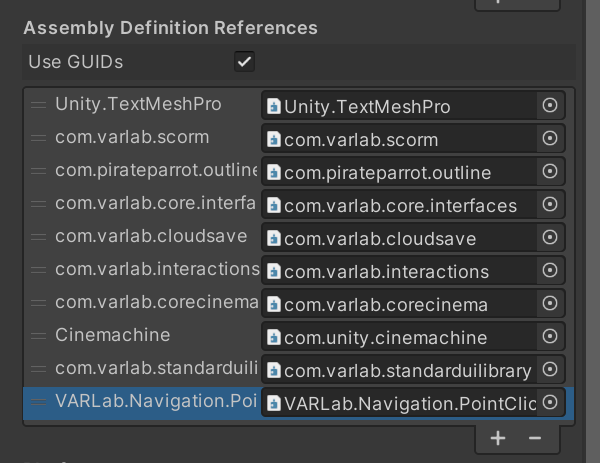 Assembly Definition References
Use GUIDs
Unity.TextMeshPro Unity.TextMeshPro
com.varlab.scorm com.varlab.scorm
com.pirateparrot.outline com.pirateparrot.outline
com.varlab.core.interfa com.varlab.core.interfaces
com.varlab.cloudsave com.varlab.cloudsave
com.varlab.interactions com.varlab.interactions
com.varlab.corecinema com.varlab.corecinema
Cinemachine com.unity.cinemachine
com.varlab.standarduili com.varlab.standarduilibrary
VARLab.Navigation.Poi VARLab.Navigation.PointClic